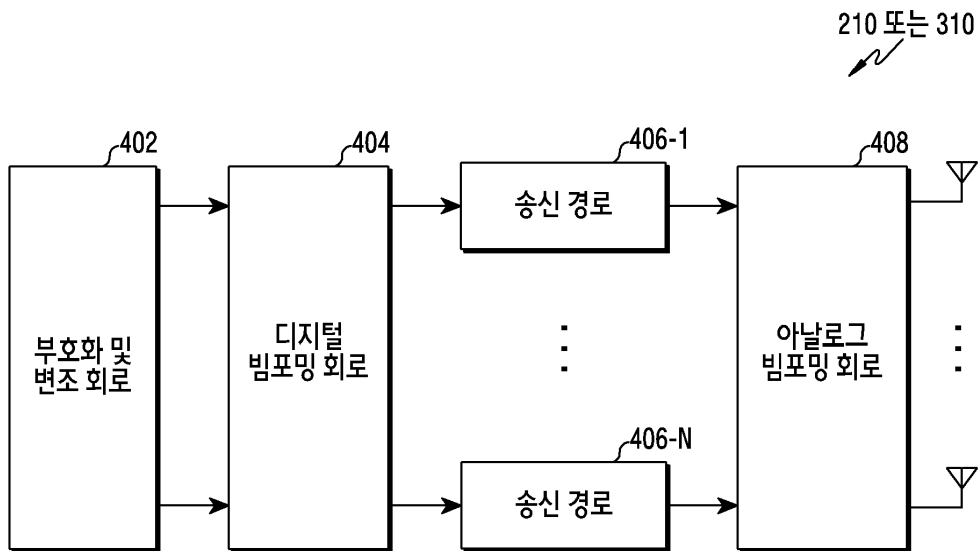 210 또는 310
402
404
406-1
408
송신 경로
부호화 및
변조 회로
디지털
빔포밍 회로
아날로그
빔포밍 회로
406-N
송신 경로